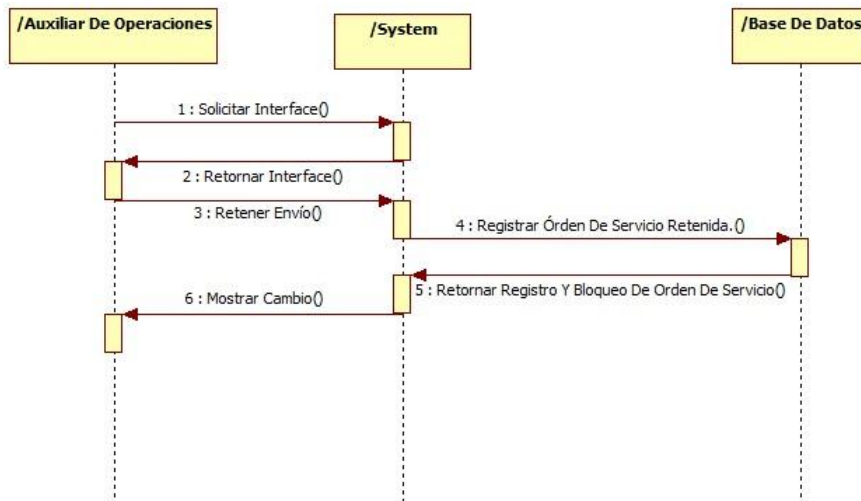 /Auxiliar De Operaciones
/System
/Base De Datos
1 : Solicitar Interface()
2 : Retornar Interface()
3 : Retener Envío()
4 : Registrar Órden De Servicio Retenida.()
5 : Retornar Registro Y Bloqueo De Orden De Servicio()
6 : Mostrar Cambio()